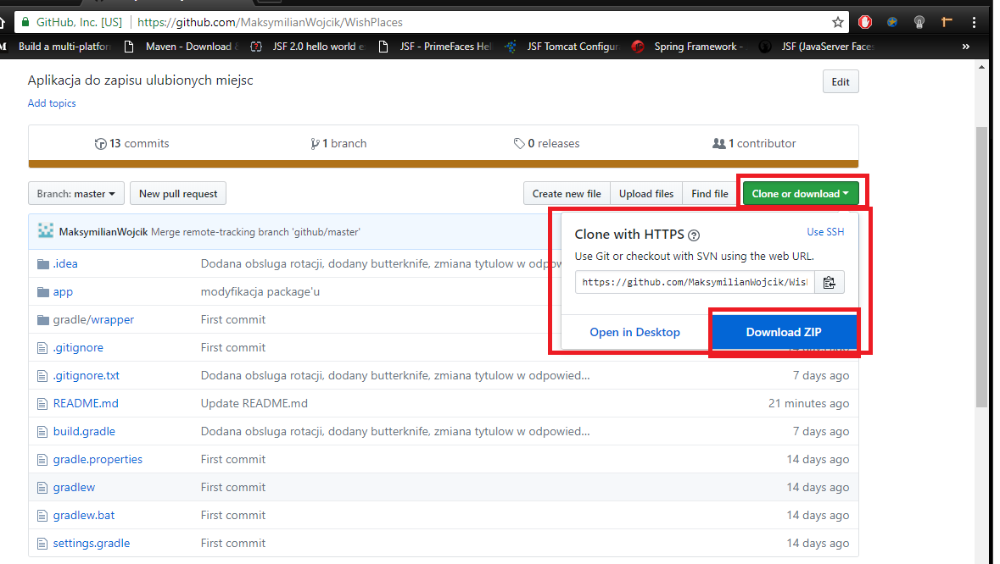 GitHub, Inc. [US] https://github.com/MaksymilianWojcik/WishPlaces
M Build a multi-platfor Maven - Download JSF 2.0 hello world e JSF - PrimeFaces Hel JSF Tomcat Configur Spring Framework - JSF (JavaServer Faces »
Aplikacja do zapisu ulubionych miejsc Edit
Add topics
13 commits 1 branch 0 releases 1 contributor
Branch: master New pull request Create new file Upload files Find file Clone or download
MaksymilianWojcik Merge remote-tracking branch 'github/master'
Clone with HTTPS Use SSH
Use Git or checkout with SVN using the web URL.
https://github.com/MaksymilianWojcik/Wish
Open in Desktop Download ZIP
.idea Dodana obsluga rotacji, dodany butterknife, zmiana tytulow w odpow
app modyfikacja package'u
gradle/wrapper First commit
.gitignore First commit
.gitignore.txt Dodana obsluga rotacji, dodany butterknife, zmiana tytulow w odpowied... 7 days ago
README.md Update README.md 21 minutes ago
build.gradle Dodana obsluga rotacji, dodany butterknife, zmiana tytulow w odpowied... 7 days ago
gradle.properties First commit 14 days ago
gradlew First commit 14 days ago
gradlew.bat First commit 14 days ago
settings.gradle First commit 14 days ago